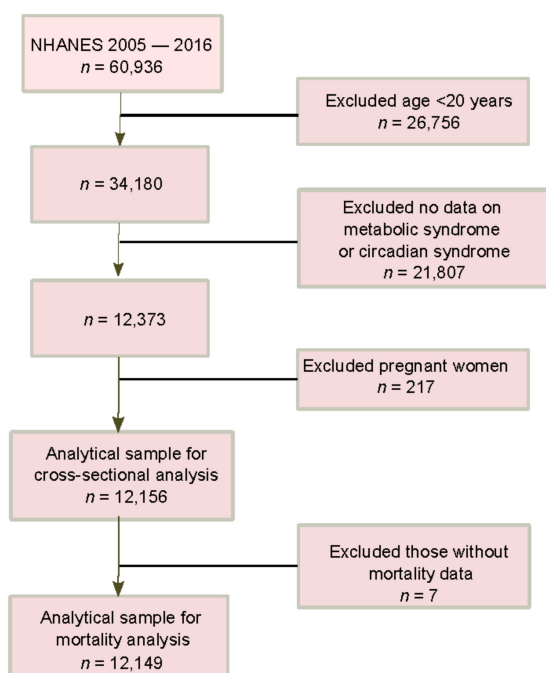 NHANES 2005 — 2016
n = 60,936
Excluded age <20 years
n = 26,756
n = 34,180
Excluded no data on
metabolic syndrome
or circadian syndrome
n = 21,807
n = 12,373
Excluded pregnant women
n = 217
Analytical sample for
cross-sectional analysis
n = 12,156
Excluded those without
mortality data
n = 7
Analytical sample for
mortality analysis
n = 12,149